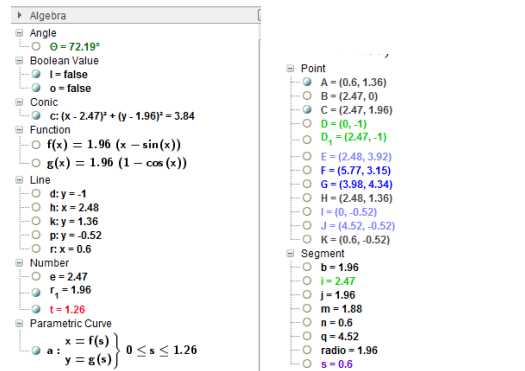 Algebra
Angle
Θ = 72.19°
Boolean Value
l = false
o = false
Conic
c: (x - 2.47)² + (y - 1.96)² = 3.84
Function
f(x) = 1.96 (x − sin(x))
g(x) = 1.96 (1 − cos (x))
Line
d: y = -1
h: x = 2.48
k: y = 1.36
p: y = -0.52
r: x = 0.6
Number
e = 2.47
r₁ = 1.96
t = 1.26
Parametric Curve
a : x = f(s) y = g(s) } 0 ≤ s ≤ 1.26
Point
A = (0.6, 1.36)
B = (2.47, 0)
C = (2.47, 1.96)
D = (0, -1)
D₁ = (2.47, -1)
E = (2.48, 3.92)
F = (5.77, 3.15)
G = (3.98, 4.34)
H = (2.48, 1.36)
I = (0, -0.52)
J = (4.52, -0.52)
K = (0.6, -0.52)
Segment
b = 1.96
i = 2.47
j = 1.96
m = 1.88
n = 0.6
q = 4.52
radio = 1.96
s = 0.6